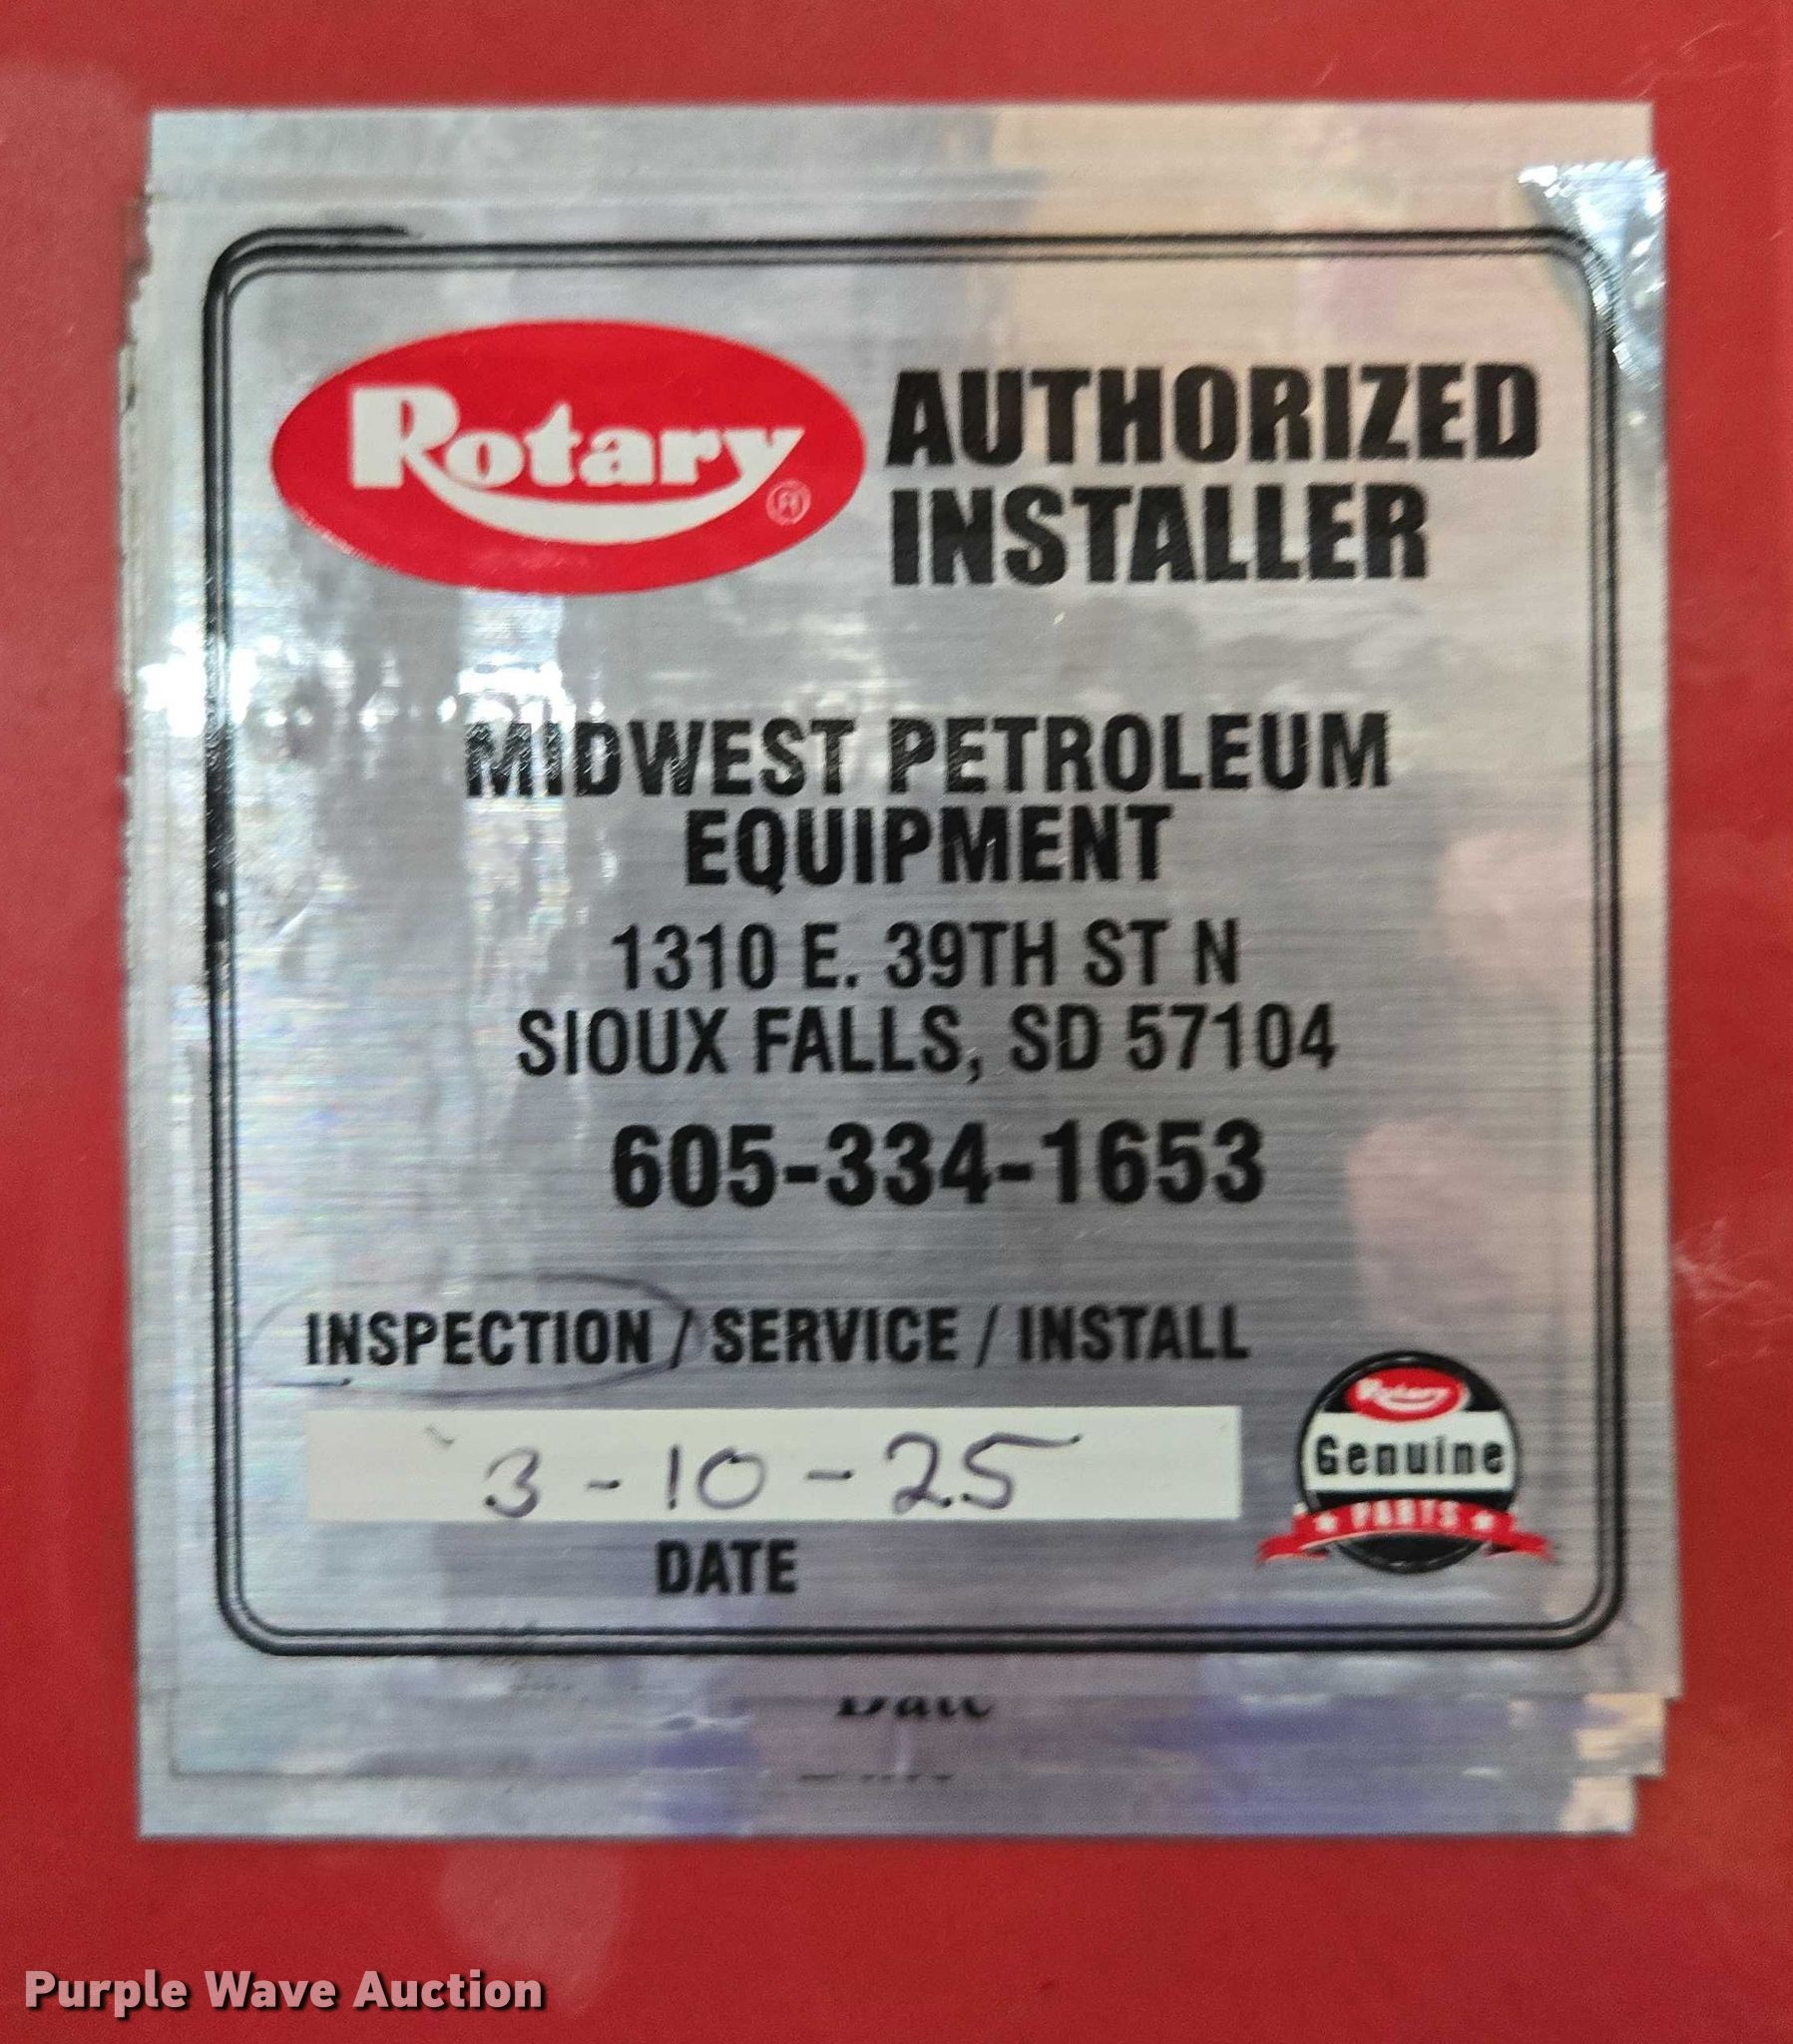 Rotary ®
AUTHORIZED
INSTALLER
MIDWEST PETROLEUM
EQUIPMENT
1310 E. 39TH ST N
SIOUX FALLS, SD 57104
605-334-1653
INSPECTION / SERVICE / INSTALL
3-10-25
DATE
Rotary
Genuine
PARTS
Date
Purple Wave Auction